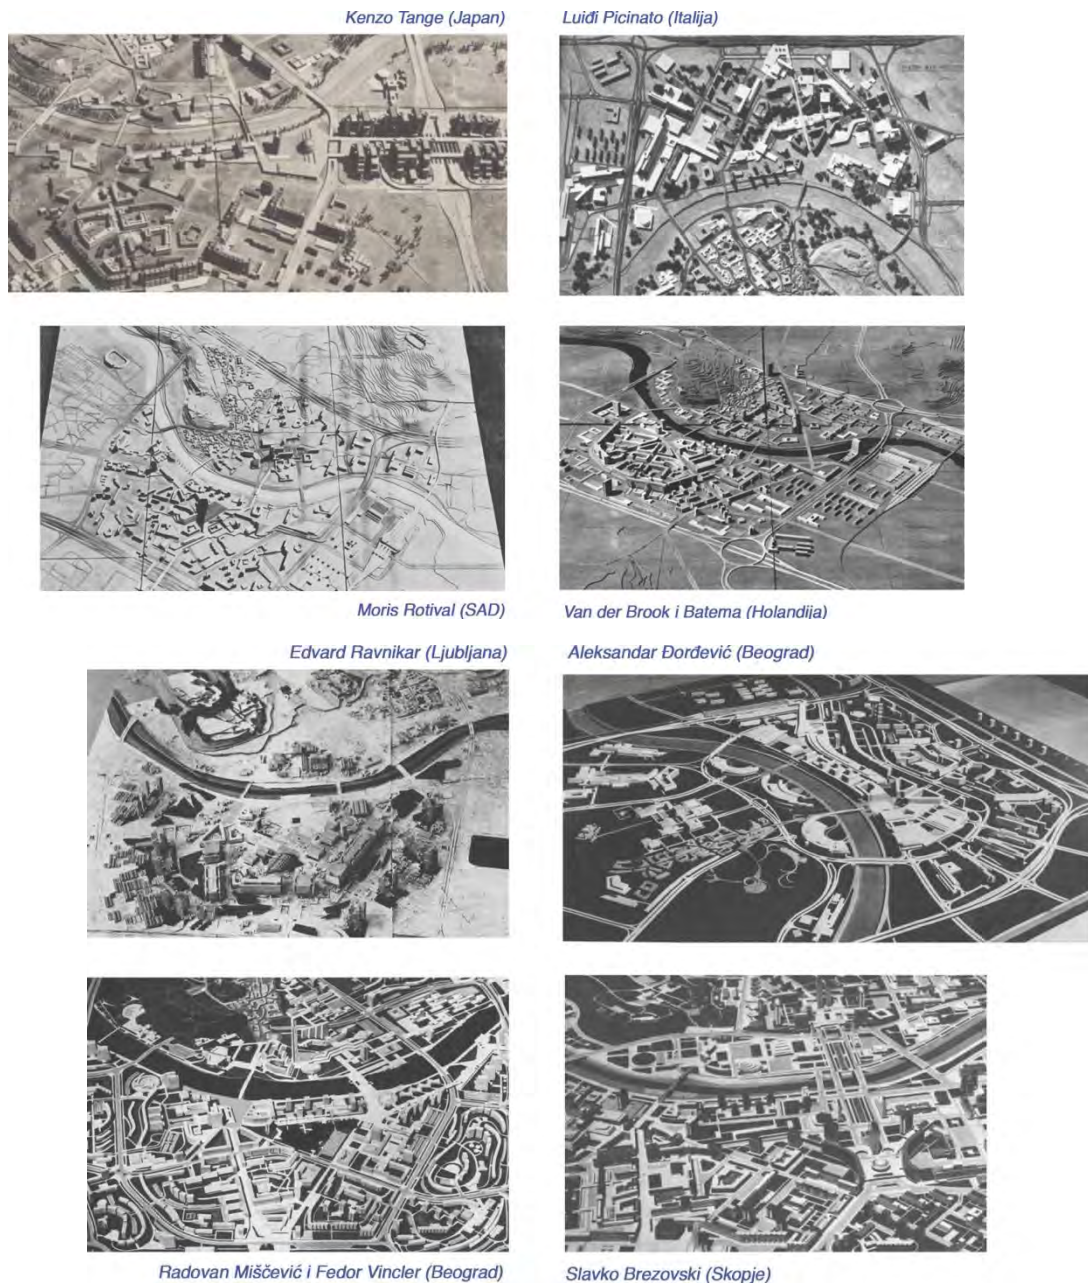 Kenzo Tange (Japan)
Luiđi Picinato (Italija)
Moris Rotival (SAD)
Van der Brook i Batema (Holandija)
Edvard Ravnikar (Ljubljana)
Aleksandar Đorđević (Beograd)
Radovan Miščević i Fedor Vincler (Beograd)
Slavko Brezovski (Skopje)